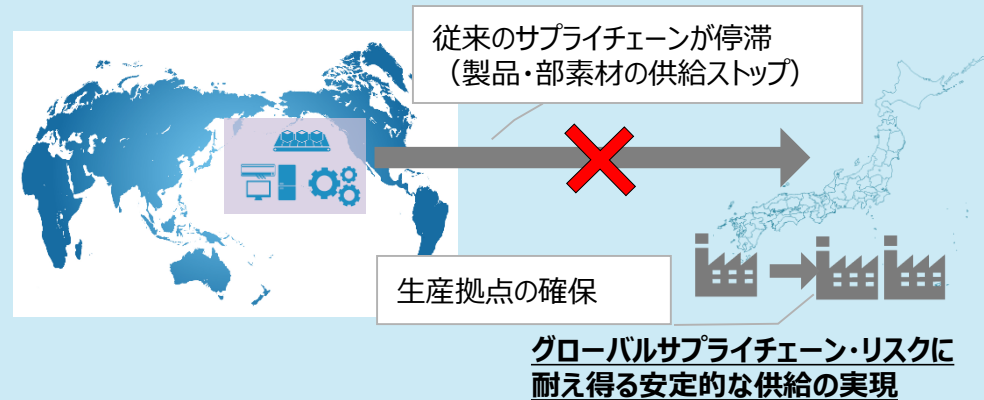 従来のサプライチェーンが停滞
（製品・部素材の供給ストップ）
生産拠点の確保
グローバルサプライチェーン・リスクに
耐え得る安定的な供給の実現